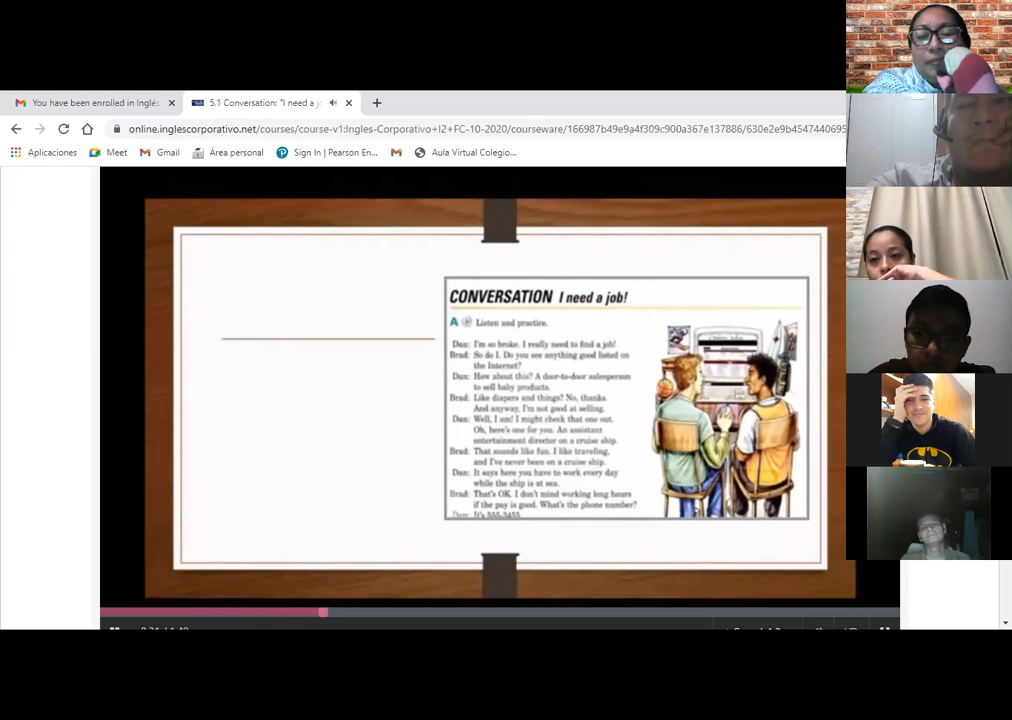 You have been enrolled in Inglés
5.1 Conversation: "I need a jo
online.inglescorporativo.net/courses/course-v1:Ingles-Corporativo+I2+FC-10-2020/courseware/166987b49e9a4f309c900a367e137886/630e2e9b4547440695
Aplicaciones
Meet
Gmail
Área personal
Sign In | Pearson En...
Aula Virtual Colegio...
CONVERSATION I need a job!
A Listen and practice.
Dan: I'm so broke. I really need to find a job!
Brad: So do I. Do you see anything good listed on
the Internet?
Dan: How about this? A door-to-door salesperson
to sell baby products.
Brad: Like diapers and things? No, thanks.
And anyway, I'm not good at selling.
Dan: Well, I am! I might check that one out.
Oh, here's one for you. An assistant
entertainment director on a cruise ship.
Brad: That sounds like fun. I like traveling,
and I've never been on a cruise ship.
Dan: It says here you have to work every day
while the ship is at sea.
Brad: That's OK. I don't mind working long hours
if the pay is good. What's the phone number?
Dan: It's 555-3455.